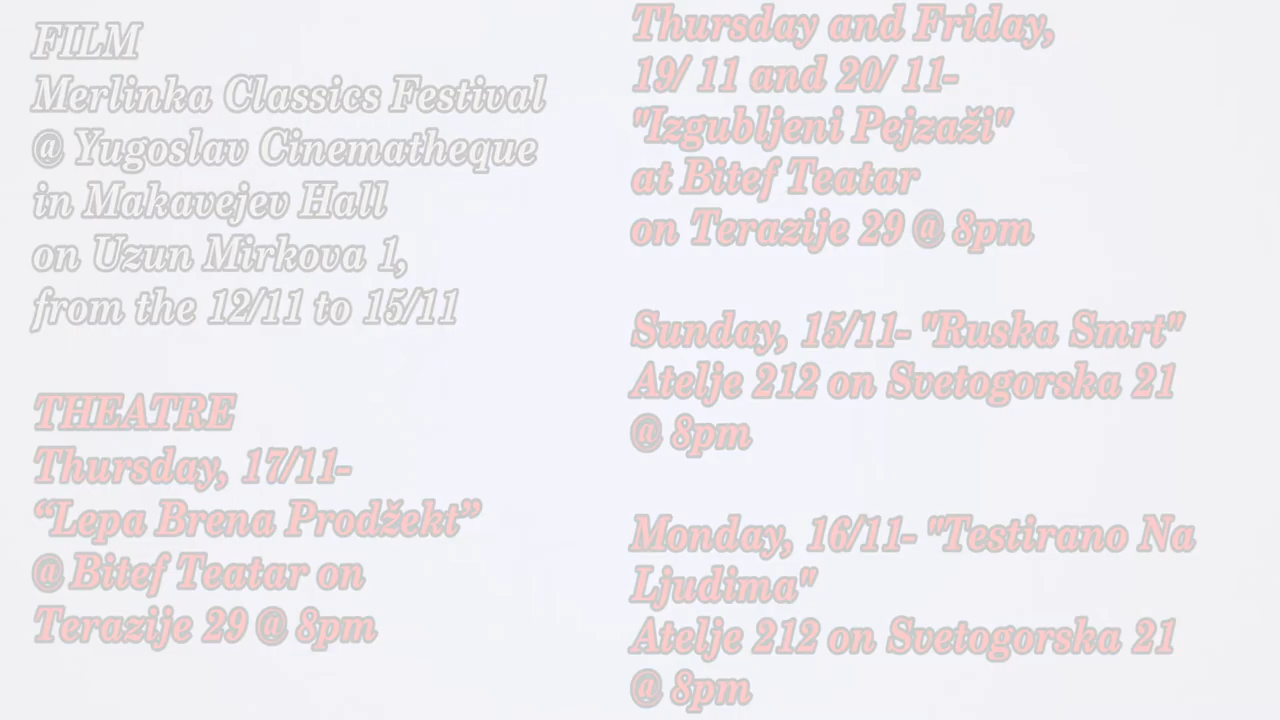 FILM
Merlinka Classics Festival
@ Yugoslav Cinematheque
in Makavejev Hall
on Uzun Mirkova 1,
from the 12/11 to 15/11
THEATRE
Thursday, 17/11-
“Lepa Brena Prodžekt”
@ Bitef Teatar on
Terazije 29 @ 8pm
Thursday and Friday,
19/ 11 and 20/ 11-
"Izgubljeni Pejzaži"
at Bitef Teatar
on Terazije 29 @ 8pm
Sunday, 15/11- "Ruska Smrt"
Atelje 212 on Svetogorska 21
@ 8pm
Monday, 16/11- "Testirano Na
Ljudima"
Atelje 212 on Svetogorska 21
@ 8pm